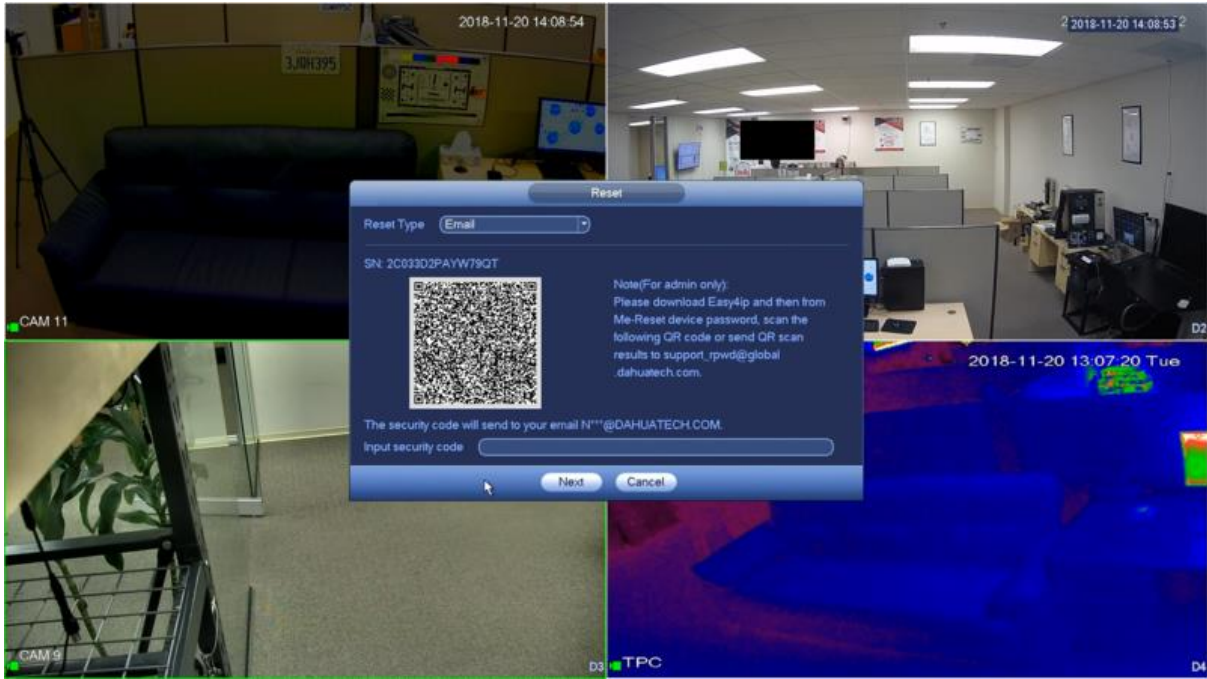 2018-11-20 14:08:54
3JQH395
CAM 11
2018-11-20 14:08:53
D2
Reset
Reset Type Email
SN: 2C033D2PAYW79QT
Note(For admin only):
Please download Easy4ip and then from
Me-Reset device password, scan the
following QR code or send QR scan
results to support_rpwd@global
.dahuatech.com.
The security code will send to your email N***@DAHUATECH.COM.
Input security code
Next Cancel
CAM 9
D3
2018-11-20 13:07:20 Tue
TPC
D4